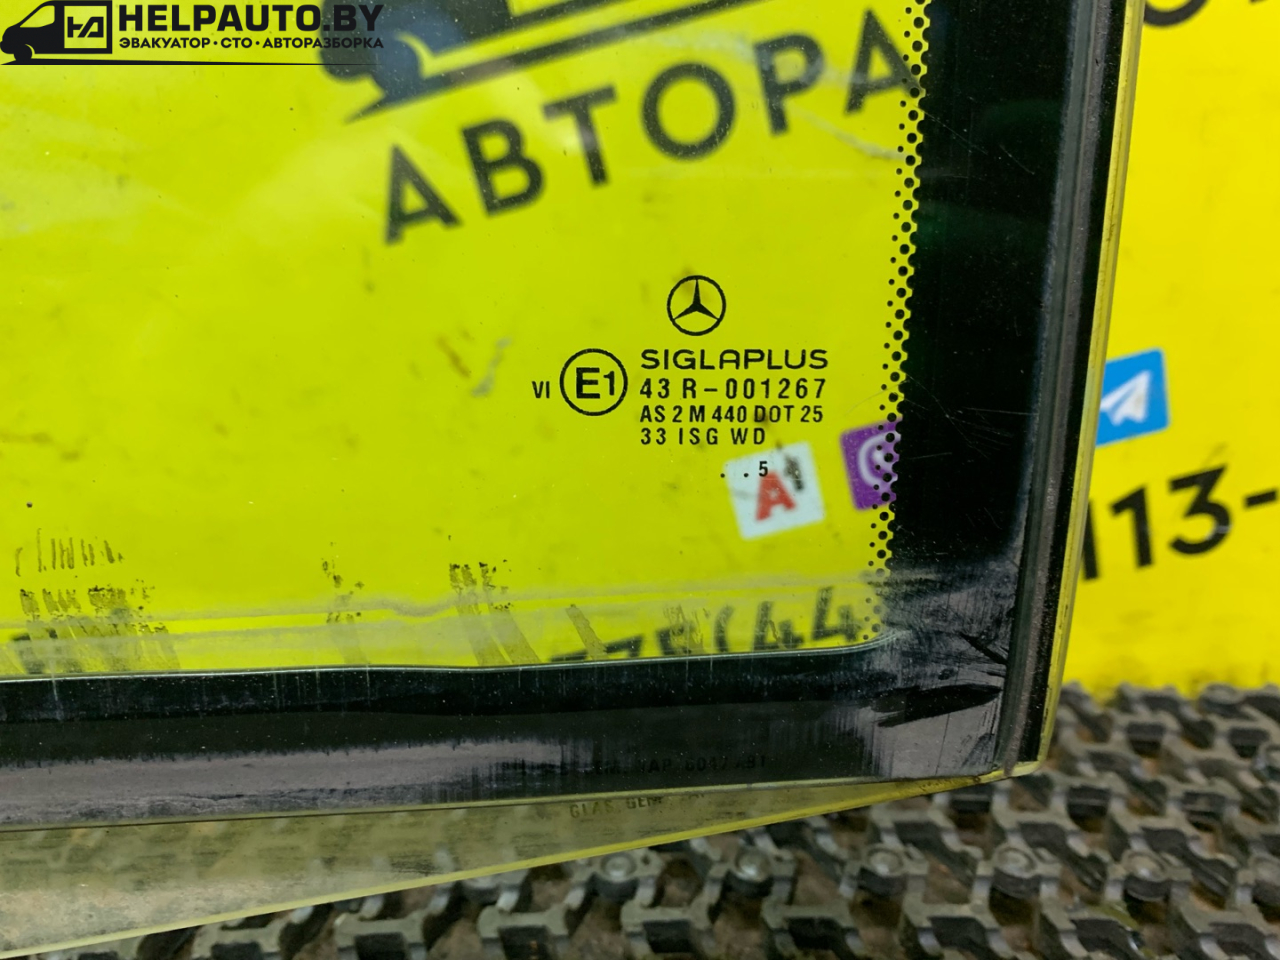 HELPAUTO.BY
ЭВАКУАТОР • СТО • АВТОРАЗБОРКА
АВТОРА
SIGLAPLUS
VI E1 43 R-001267
AS 2 M 440 DOT 25
33 ISG WD
. . 5
113-